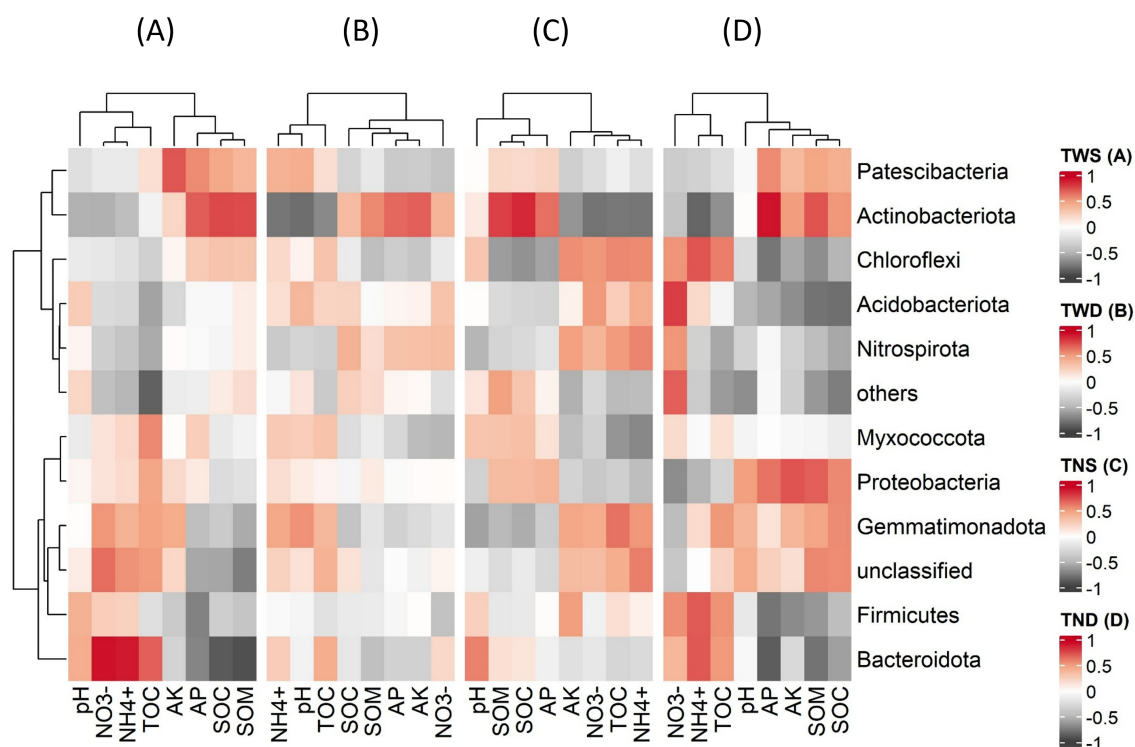 (A) (B) (C) (D)
TWS (A)
1
0.5
0
-0.5
-1
TWD (B)
1
0.5
0
-0.5
-1
TNS (C)
1
0.5
0
-0.5
-1
TND (D)
1
0.5
0
-0.5
-1
Patescibacteria
Actinobacteriota
Chloroflexi
Acidobacteriota
Nitrospirota
others
Myxococcota
Proteobacteria
Gemmatimonadota
unclassified
Firmicutes
Bacteroidota
pH NO3- NH4+ TOC AK AP SOC SOM
NH4+ pH TOC SOC SOM AP AK NO3-
pH SOM SOC AP AK NO3- TOC NH4+
NO3- NH4+ TOC pH AP AK SOM SOC